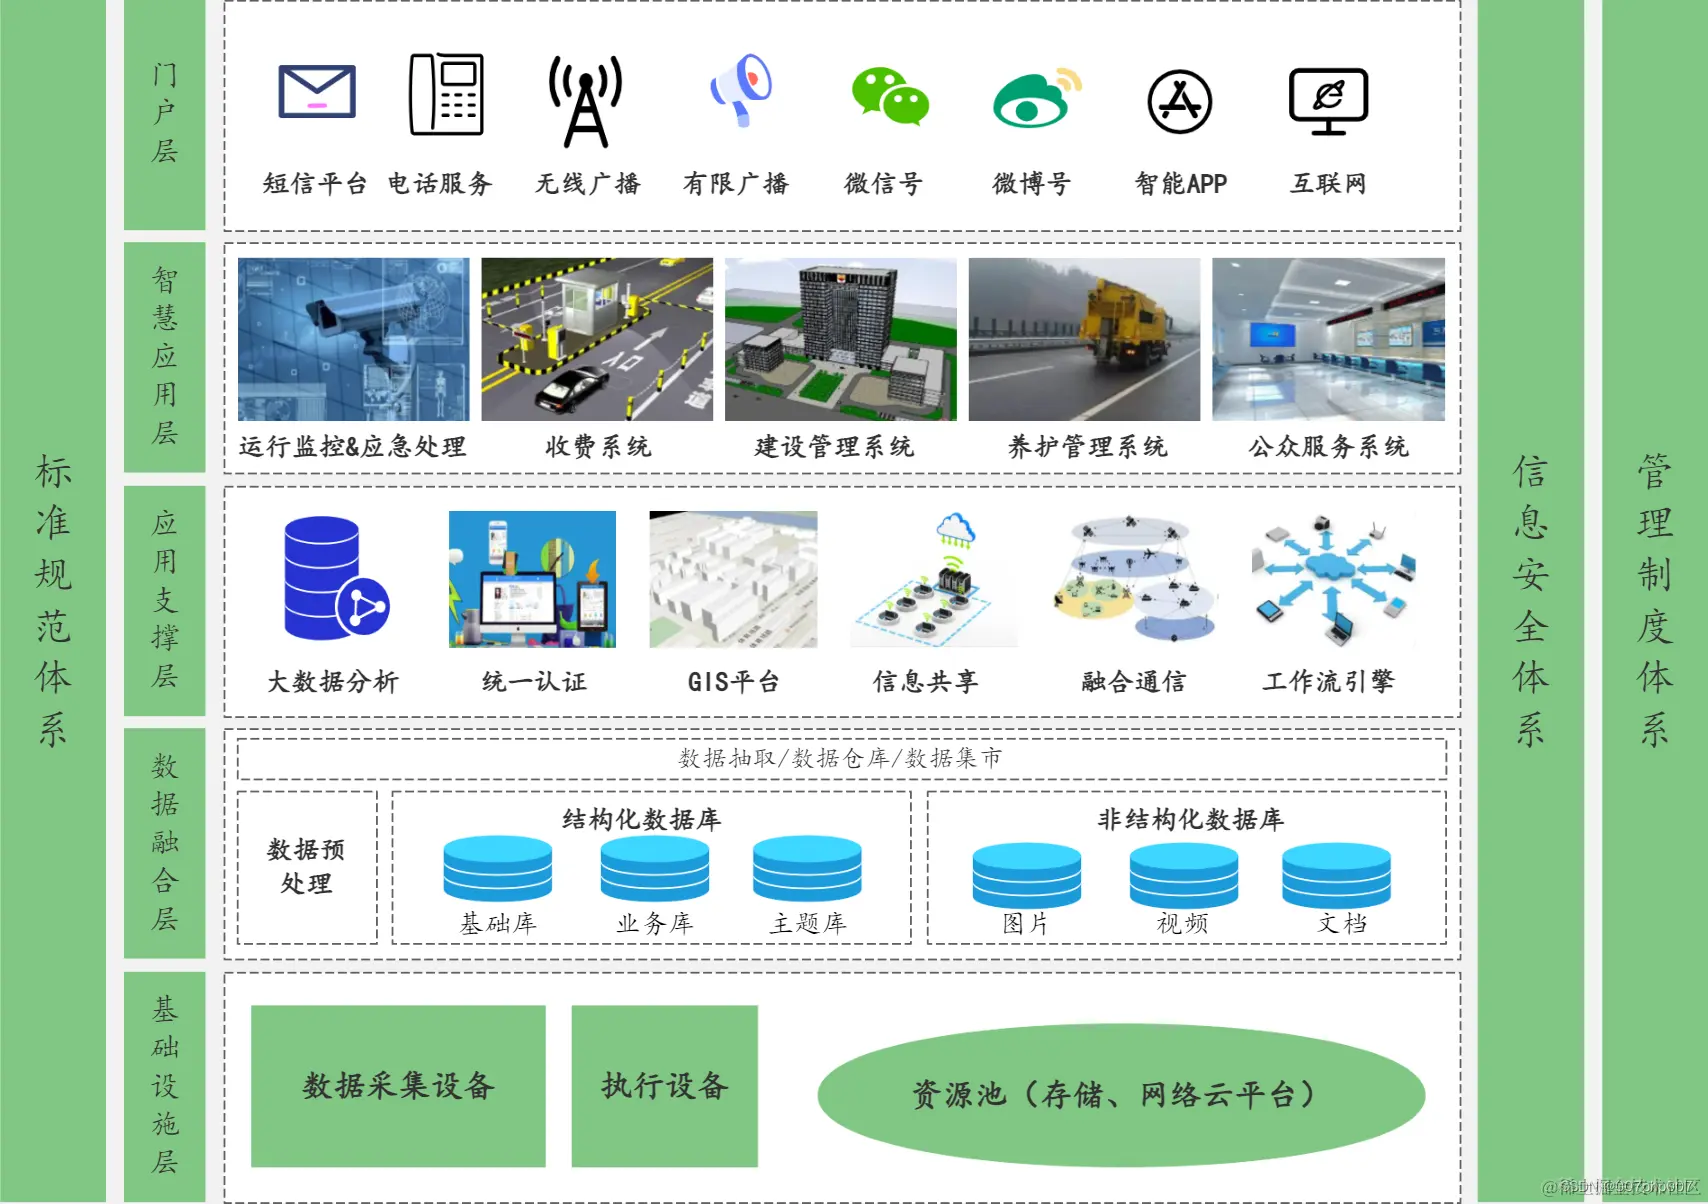 标准规范体系
门户层
短信平台
电话服务
无线广播
有限广播
微信号
微博号
智能APP
互联网
智慧应用层
入口
运行监控&应急处理
收费系统
建设管理系统
养护管理系统
公众服务系统
应用支撑层
大数据分析
统一认证
GIS平台
信息共享
融合通信
工作流引擎
数据融合层
数据抽取/数据仓库/数据集市
数据预
处理
结构化数据库
基础库
业务库
主题库
非结构化数据库
图片
视频
文档
基础设施层
数据采集设备
执行设备
资源池（存储、网络云平台）
信息安全体系
管理制度体系